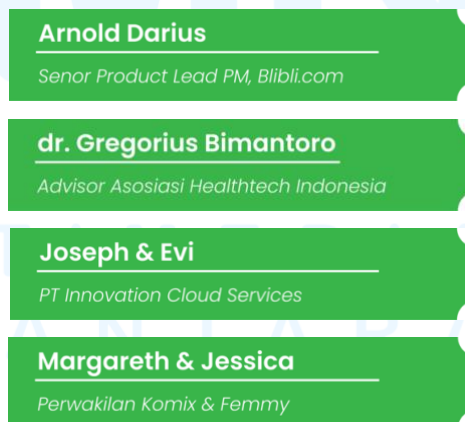 Arnold Darius
Senor Product Lead PM, Blibli.com
dr. Gregorius Bimantoro
Advisor Asosiasi Healthtech Indonesia
Joseph & Evi
PT Innovation Cloud Services
Margareth & Jessica
Perwakilan Komix & Femmy